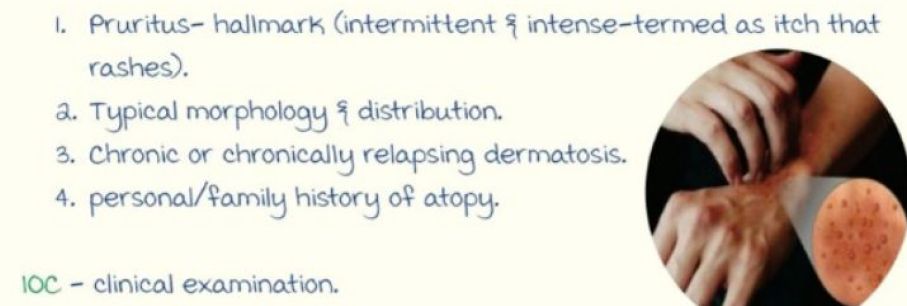 1. Pruritus- hallmark (intermittent & intense-termed as itch that
rashes).
2. Typical morphology & distribution.
3. Chronic or chronically relapsing dermatosis.
4. personal/family history of atopy.
IOC - clinical examination.